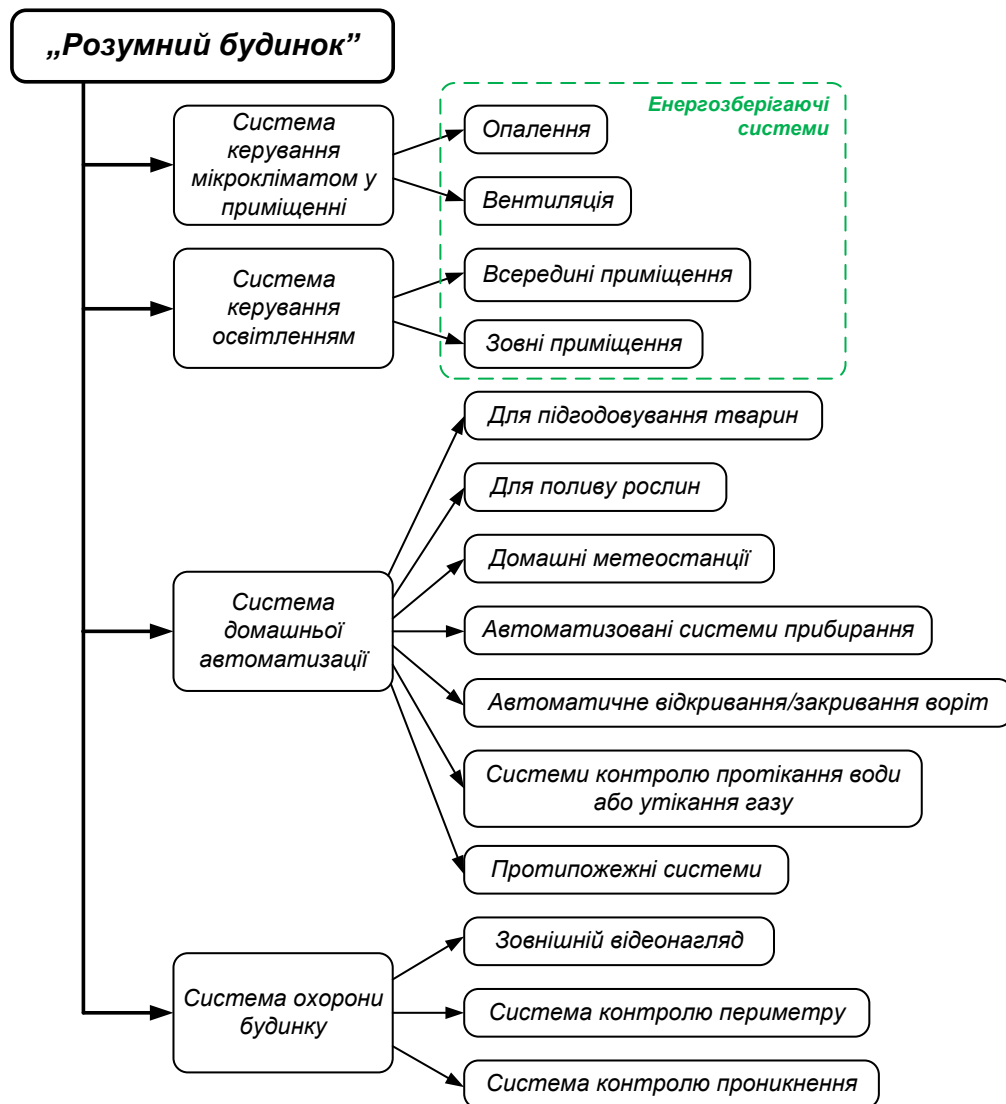 „Розумний будинок”
Енергозберігаючі
системи
Система
керування
мікрокліматом у
приміщенні
Опалення
Вентиляція
Система
керування
освітленням
Всередині приміщення
Зовні приміщення
Система
домашньої
автоматизації
Для підгодовування тварин
Для поливу рослин
Домашні метеостанції
Автоматизовані системи прибирання
Автоматичне відкривання/закривання воріт
Системи контролю протікання води
або утікання газу
Протипожежні системи
Система охорони
будинку
Зовнішній відеонагляд
Система контролю периметру
Система контролю проникнення